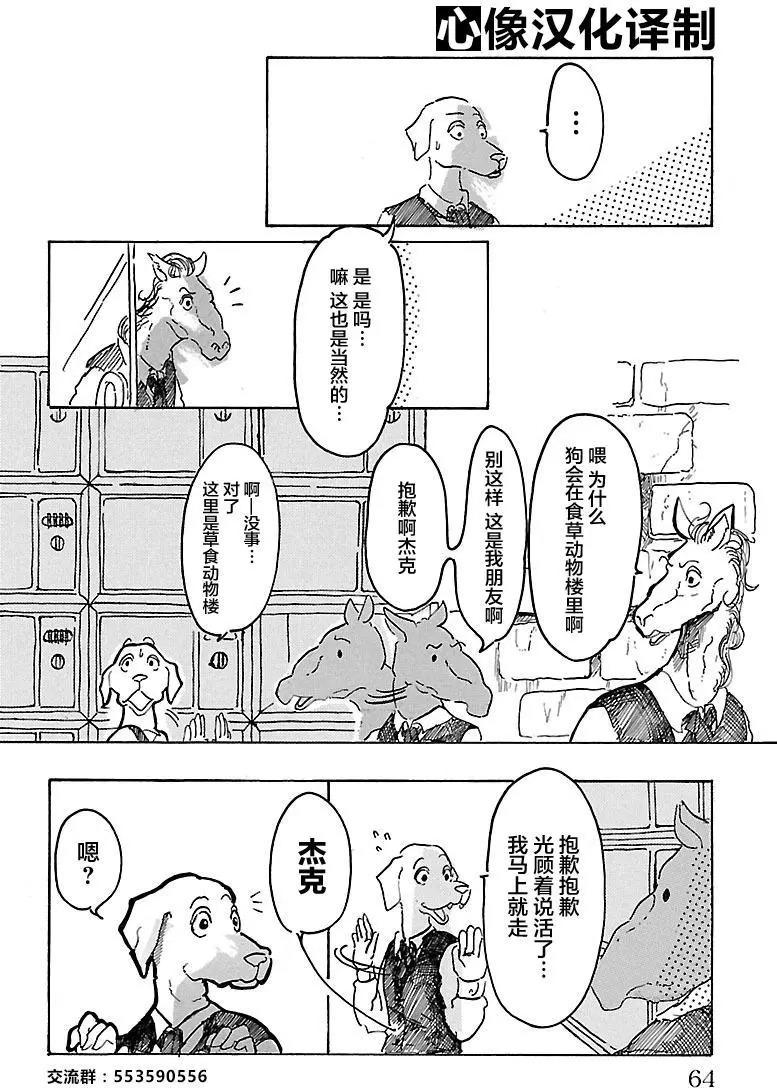 心像汉化译制
…
是 是吗…
嘛 这也是当然的…
喂 为什么
狗会在食草动物楼里啊
别这样 这是我朋友啊
抱歉啊杰克
啊—没事…
对了
这里是草食动物楼
抱歉抱歉
光顾着说活了…
我马上就走
杰克
嗯？
交流群：553590556
64